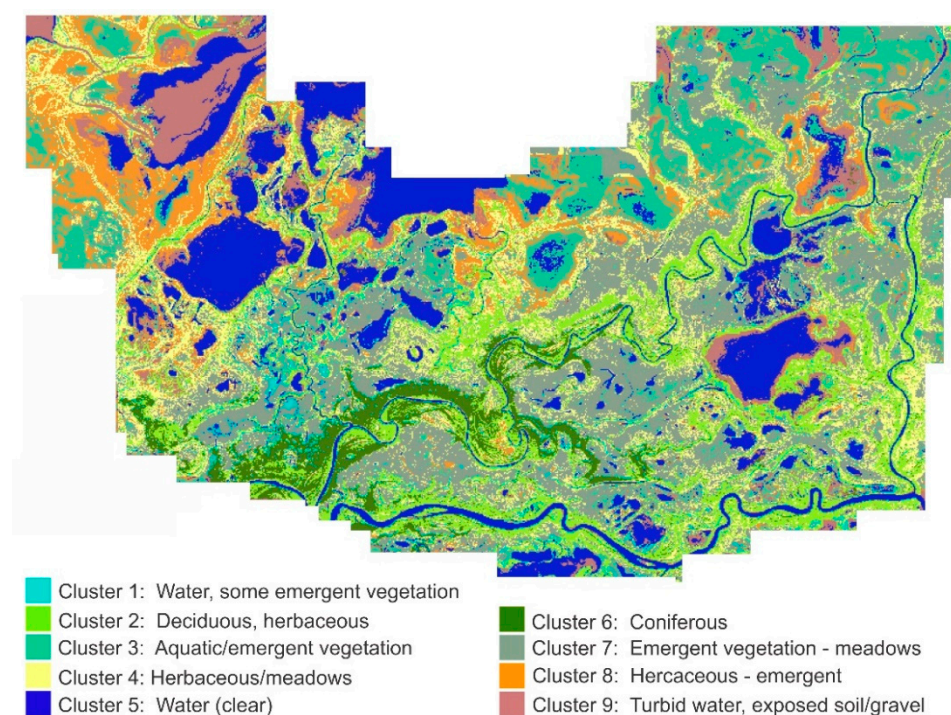 Cluster 1: Water, some emergent vegetation
Cluster 2: Deciduous, herbaceous
Cluster 3: Aquatic/emergent vegetation
Cluster 4: Herbaceous/meadows
Cluster 5: Water (clear)
Cluster 6: Coniferous
Cluster 7: Emergent vegetation - meadows
Cluster 8: Hercaceous - emergent
Cluster 9: Turbid water, exposed soil/gravel